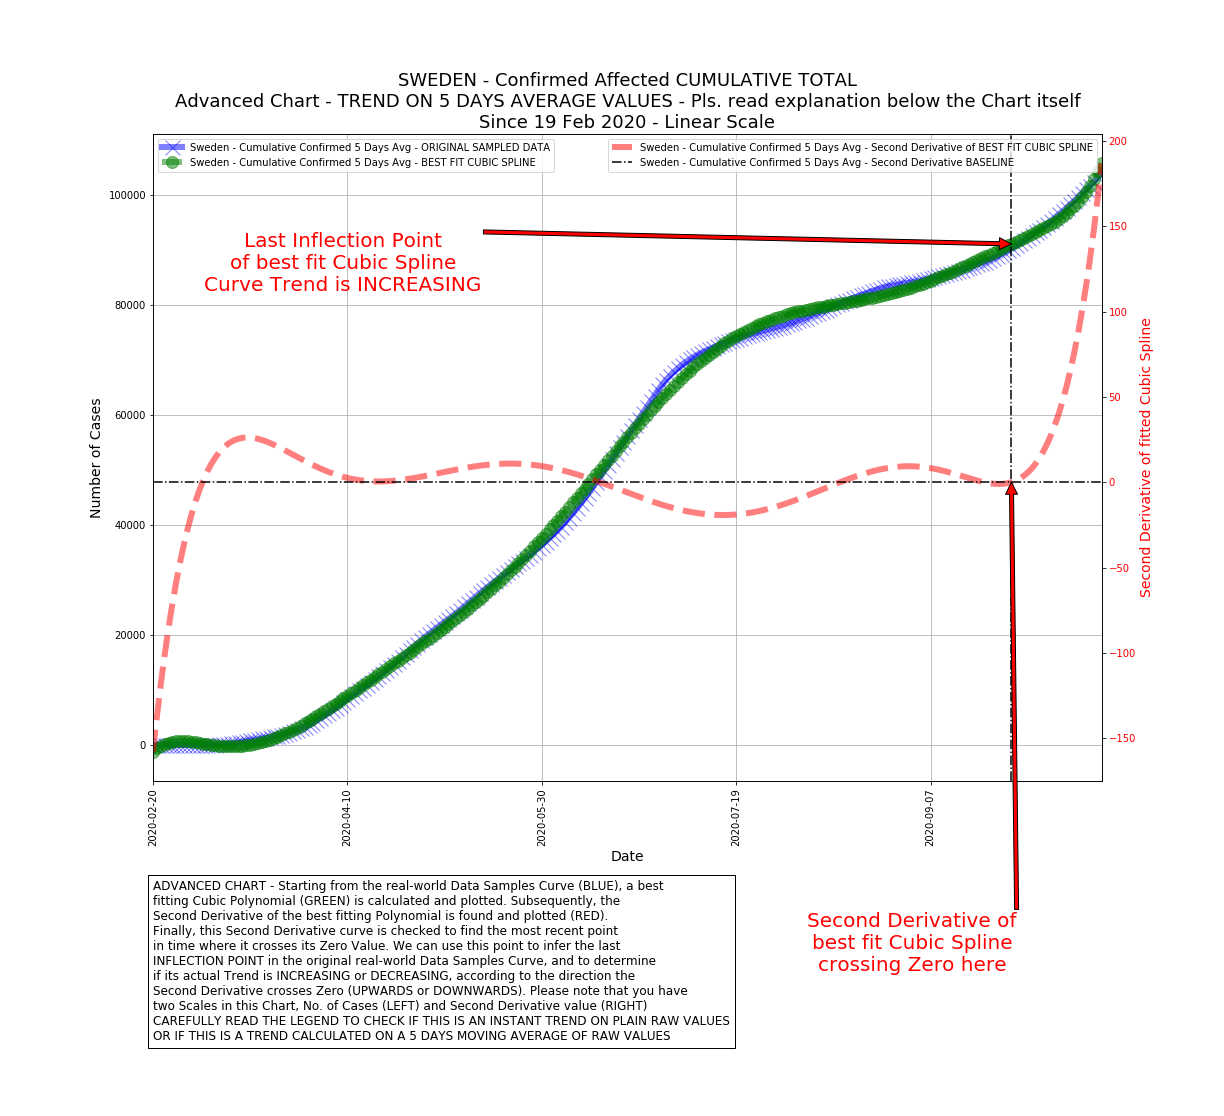 SWEDEN - Confirmed Affected CUMULATIVE TOTAL
Advanced Chart - TREND ON 5 DAYS AVERAGE VALUES - Pls. read explanation below the Chart itself
Since 19 Feb 2020 - Linear Scale
Sweden - Cumulative Confirmed 5 Days Avg - ORIGINAL SAMPLED DATA
Sweden - Cumulative Confirmed 5 Days Avg - BEST FIT CUBIC SPLINE
Sweden - Cumulative Confirmed 5 Days Avg - Second Derivative of BEST FIT CUBIC SPLINE
Sweden - Cumulative Confirmed 5 Days Avg - Second Derivative BASELINE
Last Inflection Point
of best fit Cubic Spline
Curve Trend is INCREASING
Number of Cases
100000
80000
60000
40000
20000
0
200
150
100
50
0
−50
−100
−150
Second Derivative of fitted Cubic Spline
2020-02-20
2020-04-10
2020-05-30
2020-07-19
2020-09-07
Date
ADVANCED CHART - Starting from the real-world Data Samples Curve (BLUE), a best
fitting Cubic Polynomial (GREEN) is calculated and plotted. Subsequently, the
Second Derivative of the best fitting Polynomial is found and plotted (RED).
Finally, this Second Derivative curve is checked to find the most recent point
in time where it crosses its Zero Value. We can use this point to infer the last
INFLECTION POINT in the original real-world Data Samples Curve, and to determine
if its actual Trend is INCREASING or DECREASING, according to the direction the
Second Derivative crosses Zero (UPWARDS or DOWNWARDS). Please note that you have
two Scales in this Chart, No. of Cases (LEFT) and Second Derivative value (RIGHT)
CAREFULLY READ THE LEGEND TO CHECK IF THIS IS AN INSTANT TREND ON PLAIN RAW VALUES
OR IF THIS IS A TREND CALCULATED ON A 5 DAYS MOVING AVERAGE OF RAW VALUES
Second Derivative of
best fit Cubic Spline
crossing Zero here